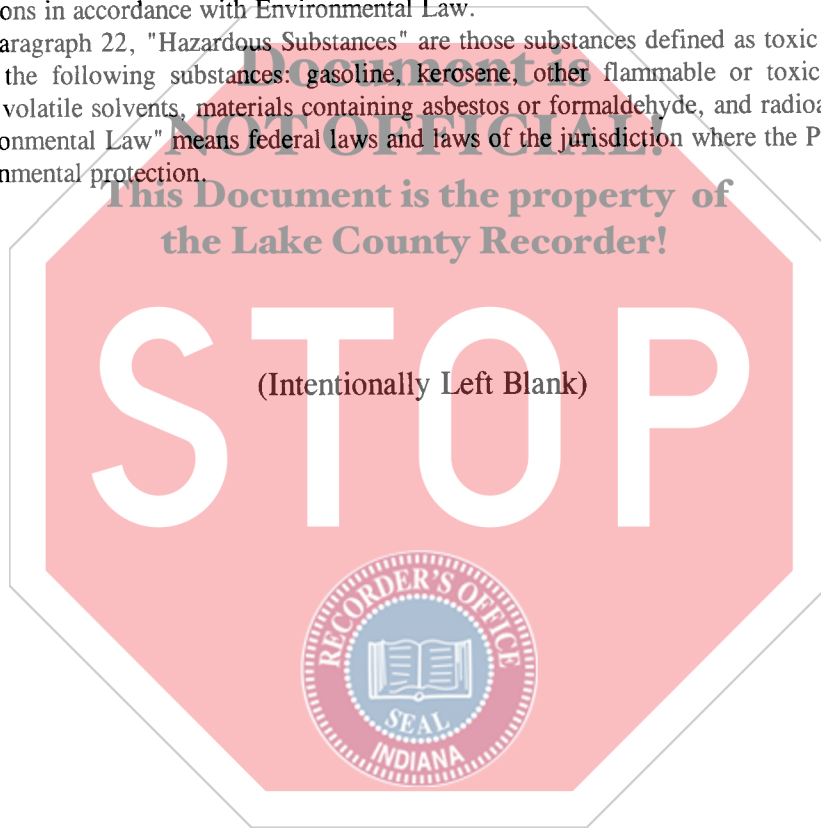 ons in accordance with Environmental Law.
aragraph 22, "Hazardous Substances" are those substances defined as toxic
the following substances: gasoline, kerosene, other flammable or toxic
volatile solvents, materials containing asbestos or formaldehyde, and radioa
onmental Law" means federal laws and laws of the jurisdiction where the P
nmental protection.
Document is
NOT OFFICIAL!
This Document is the property of
the Lake County Recorder!
STOP
(Intentionally Left Blank)
RECORDER'S OFFICE
SEAL
INDIANA